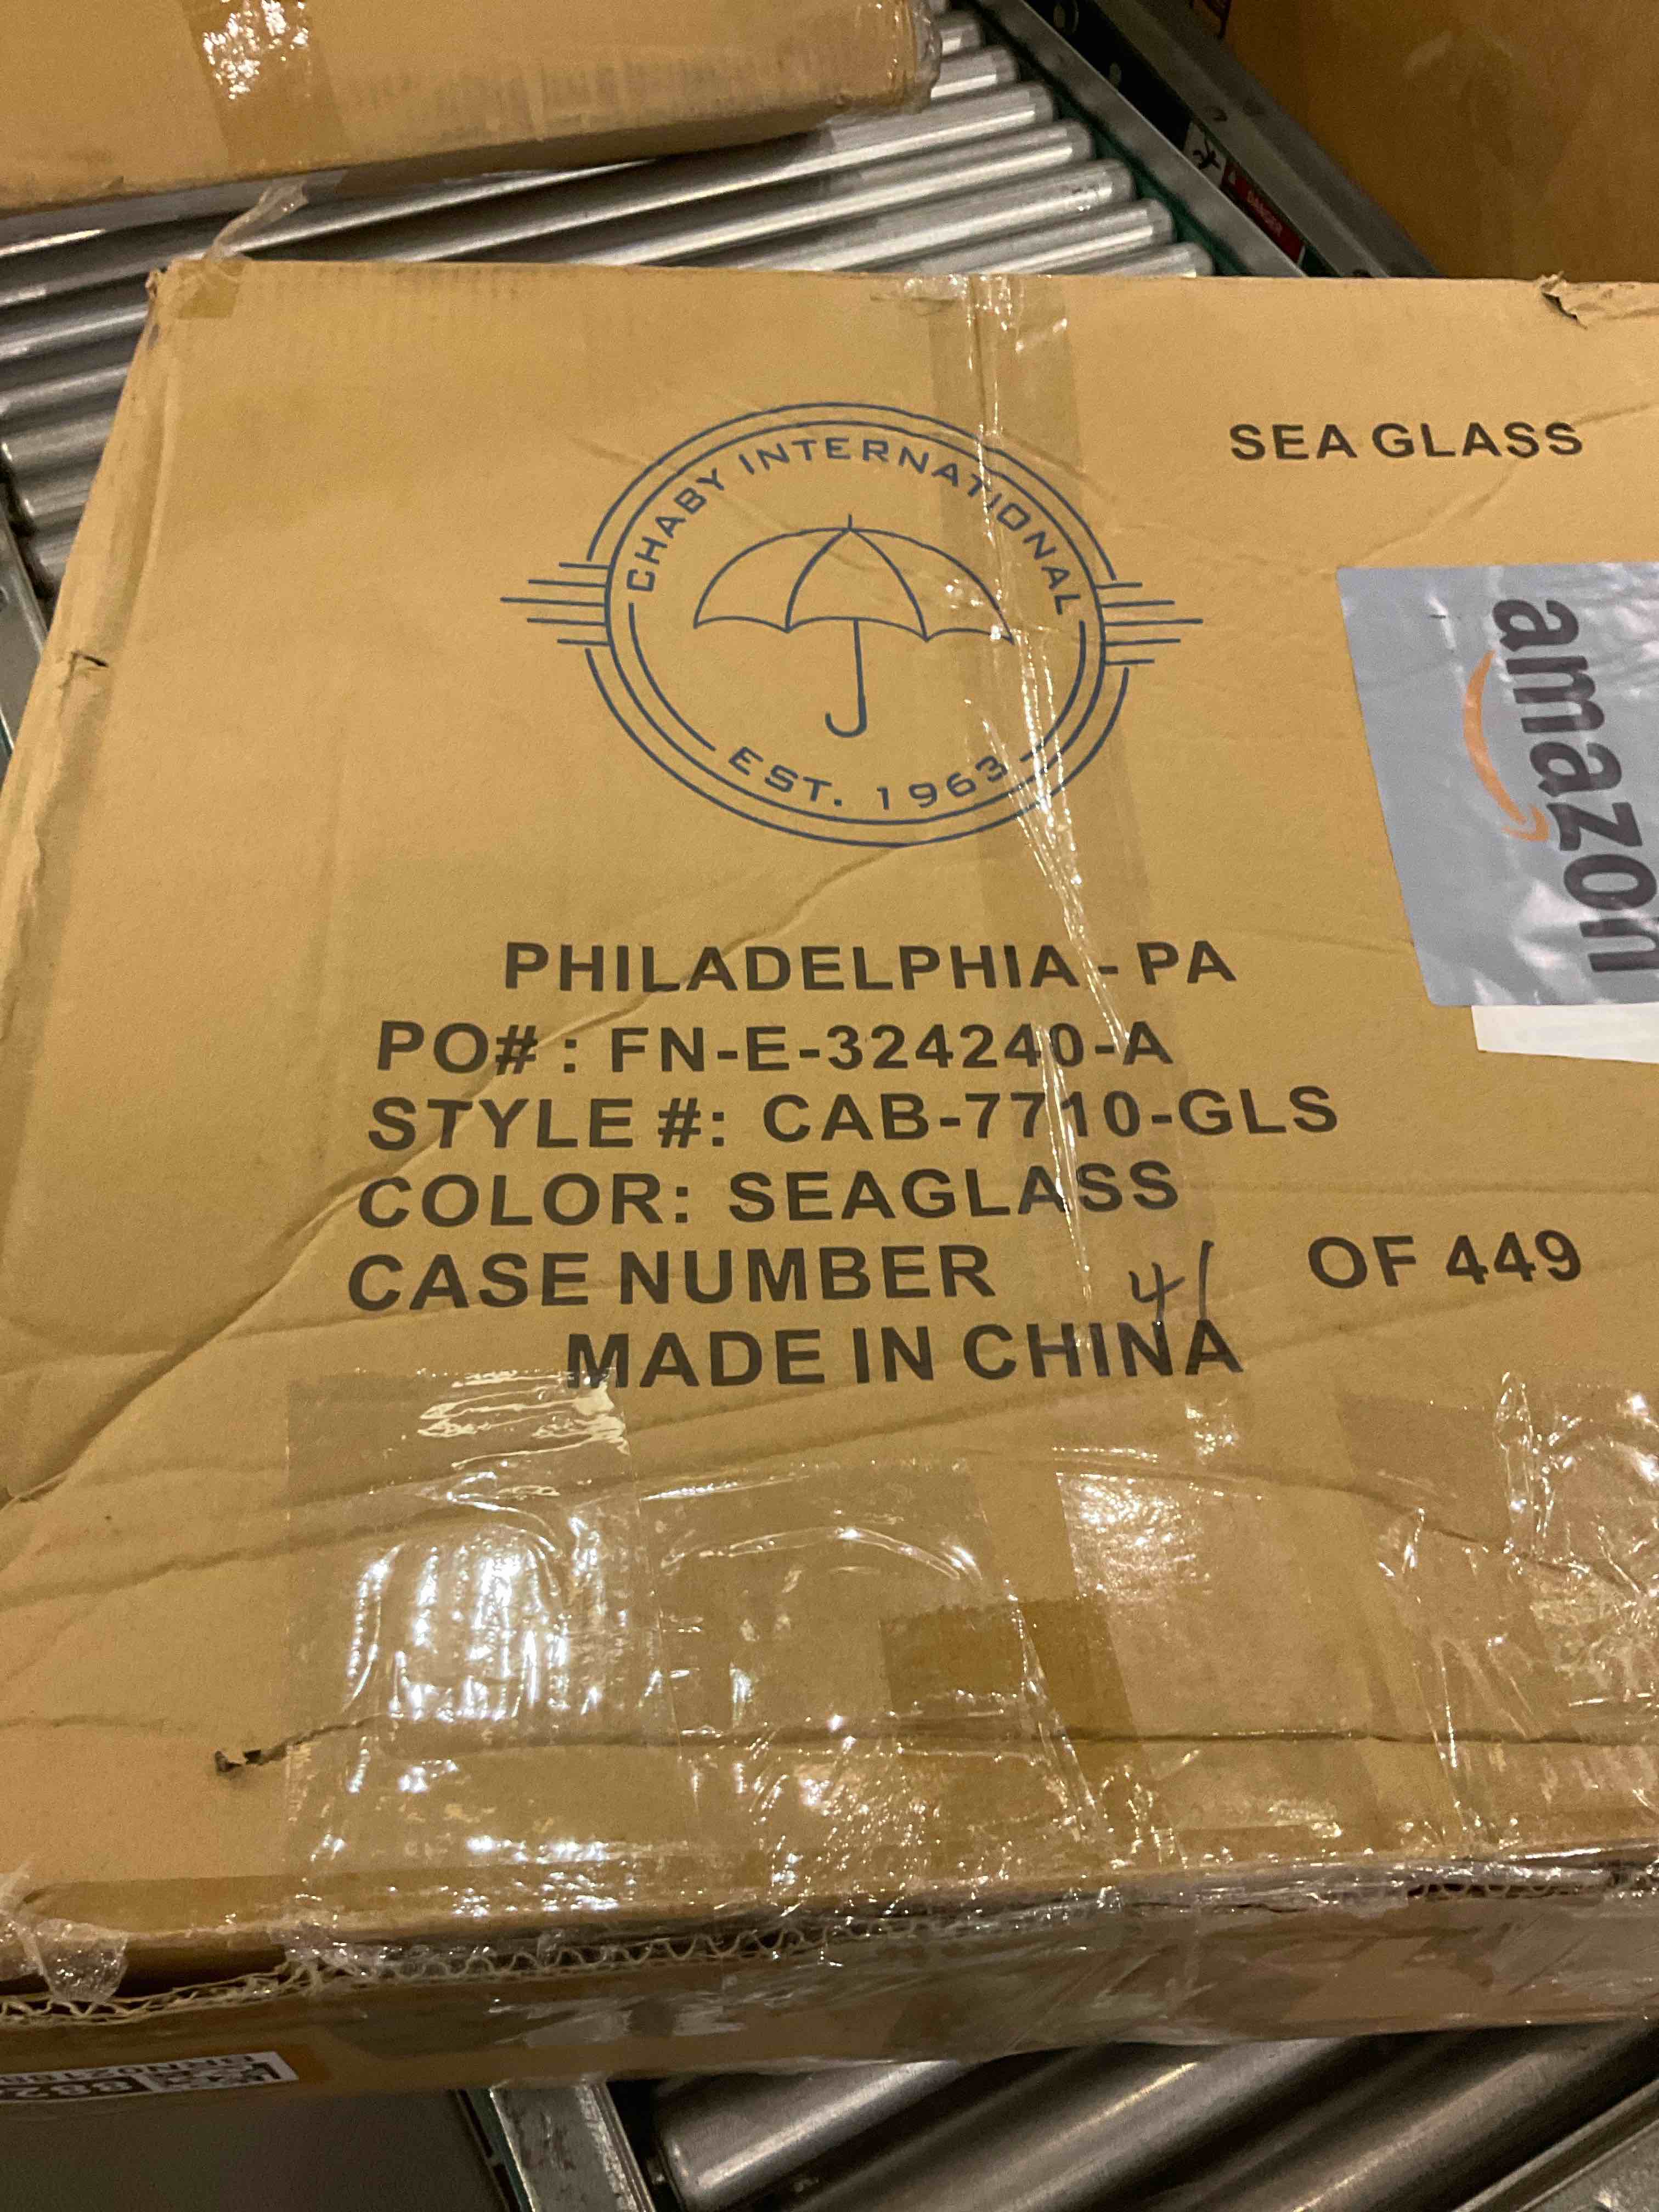 DANGER
SEA GLASS
CHABY INTERNATIONAL
EST. 1963
amazon
PHILADELPHIA - PA
PO# : FN-E-324240-A
STYLE #: CAB-7710-GLS
COLOR: SEAGLASS
CASE NUMBER 41 OF 449
MADE IN CHINA